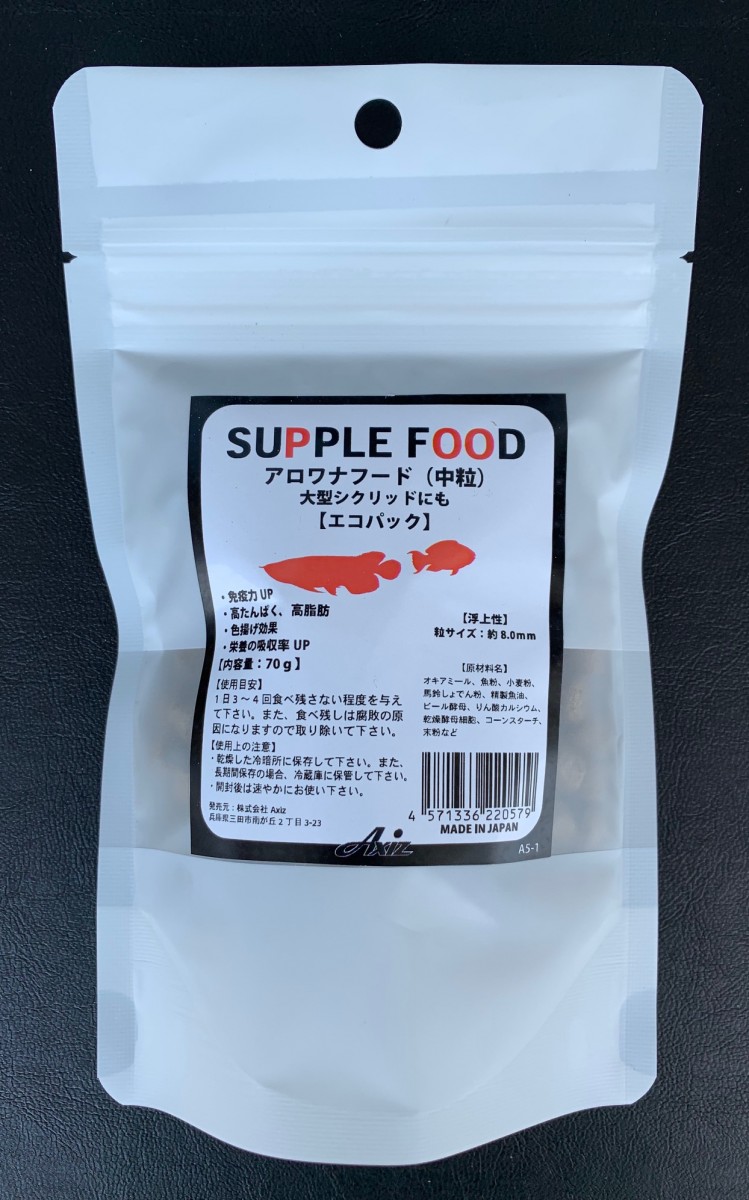 SUPPLE FOOD
アロワナフード（中粒）
大型シクリッドにも
【エコパック】
・免疫力 UP
・高たんぱく、高脂肪
・色揚げ効果
・栄養の吸収率 UP
【内容量：70ｇ】
【使用目安】
1日3～4回食べ残さない程度を与え
て下さい。また、食べ残しは腐敗の原
因になりますので取り除いて下さい。
【使用上の注意】
・乾燥した冷暗所に保存して下さい。また、
長期間保存の場合、冷蔵庫に保管して下さい。
・開封後は速やかにお使い下さい。
発売元：株式会社 Axiz
兵庫県三田市南が丘２丁目 3-23
【浮上性】
粒サイズ：約 8.0mm
【原材料名】
オキアミール、魚粉、小麦粉、
馬鈴しょでん粉、精製魚油、
ビール酵母、りん酸カルシウム、
乾燥酵母細胞、コーンスターチ、
末粉など
4 571336 220579
MADE IN JAPAN
Axiz
A5-1